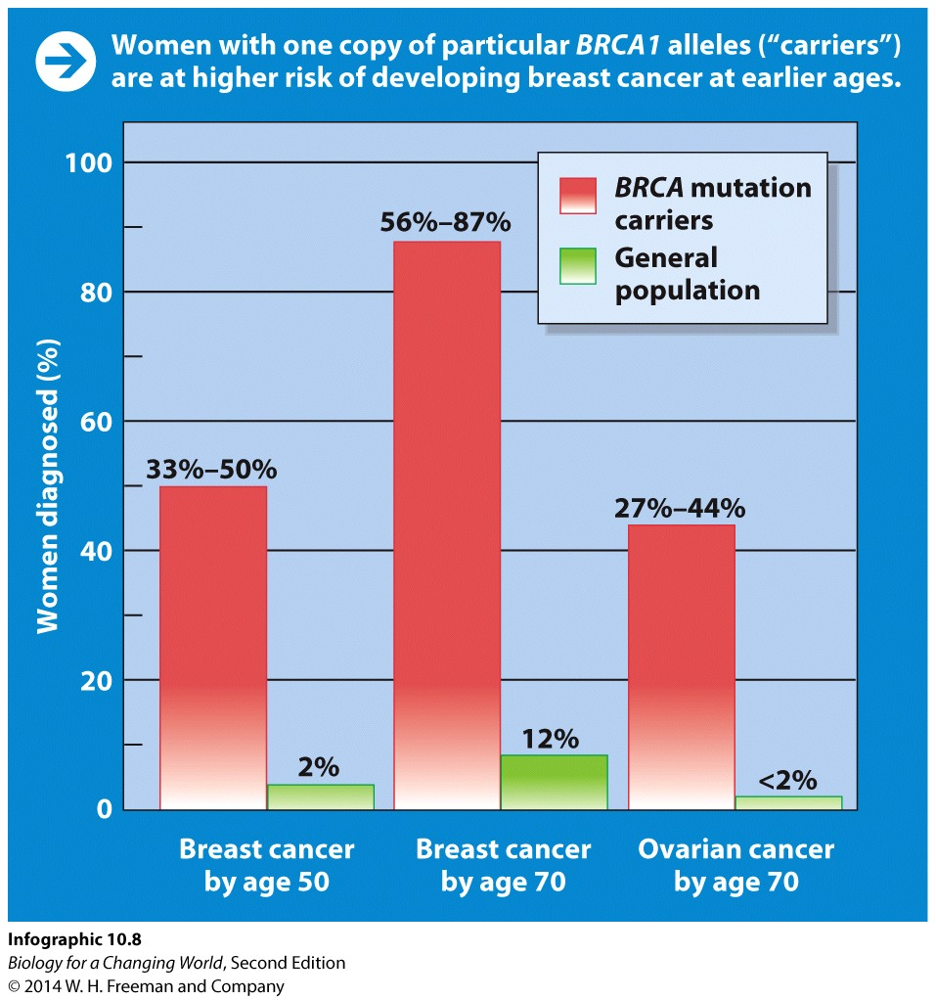 Women with one copy of particular BRCA1 alleles (“carriers”)
are at higher risk of developing breast cancer at earlier ages.
100
80
60
40
20
0
Women diagnosed (%)
BRCA mutation
carriers
General
population
33%–50%
2%
56%–87%
12%
27%–44%
<2%
Breast cancer
by age 50
Breast cancer
by age 70
Ovarian cancer
by age 70
Infographic 10.8
Biology for a Changing World, Second Edition
© 2014 W. H. Freeman and Company